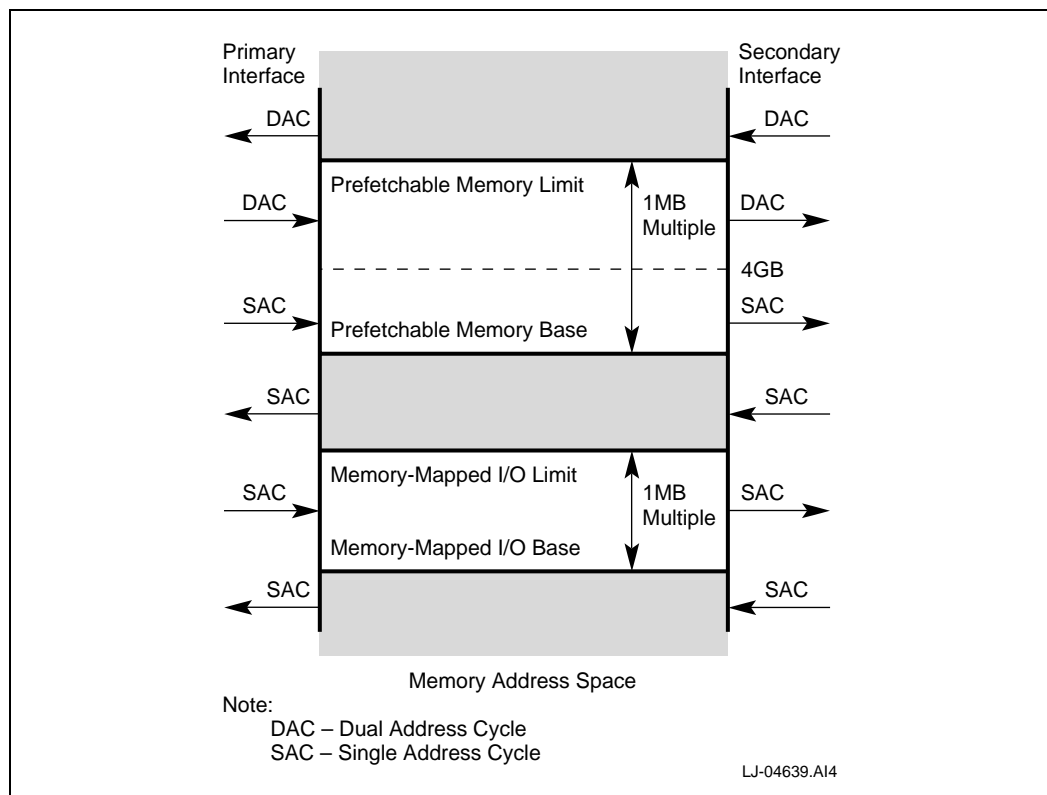 Primary
Interface
Secondary
Interface
DAC
DAC
Prefetchable Memory Limit
1MB
Multiple
DAC
DAC
4GB
SAC
SAC
Prefetchable Memory Base
SAC
SAC
Memory-Mapped I/O Limit
1MB
Multiple
SAC
SAC
Memory-Mapped I/O Base
SAC
SAC
Memory Address Space
Note:
DAC – Dual Address Cycle
SAC – Single Address Cycle
LJ-04639.AI4